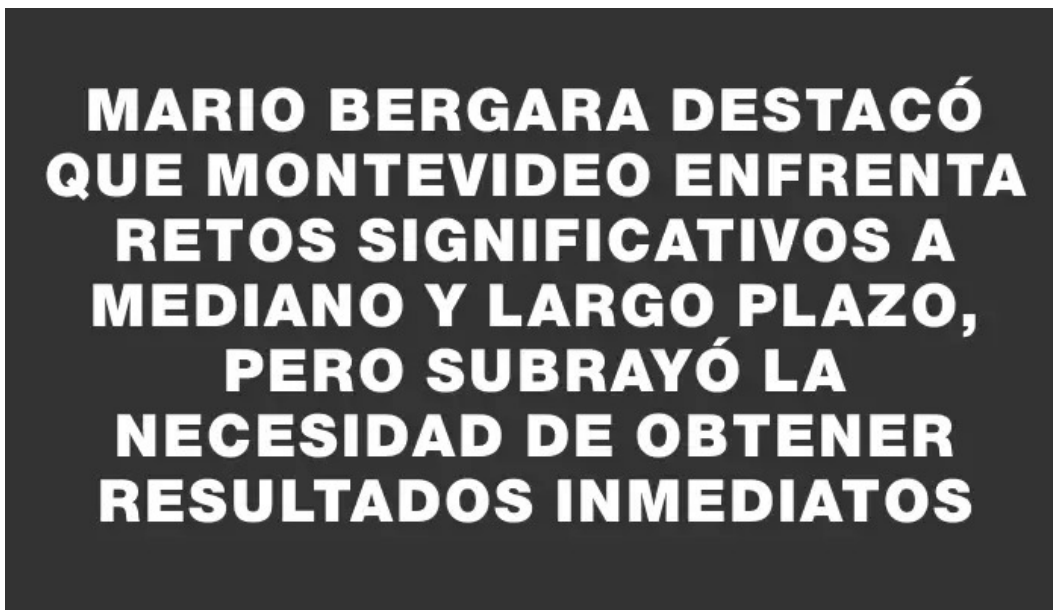 MARIO BERGARA DESTACÓ
QUE MONTEVIDEO ENFRENTA
RETOS SIGNIFICATIVOS A
MEDIANO Y LARGO PLAZO,
PERO SUBRAYÓ LA
NECESIDAD DE OBTENER
RESULTADOS INMEDIATOS